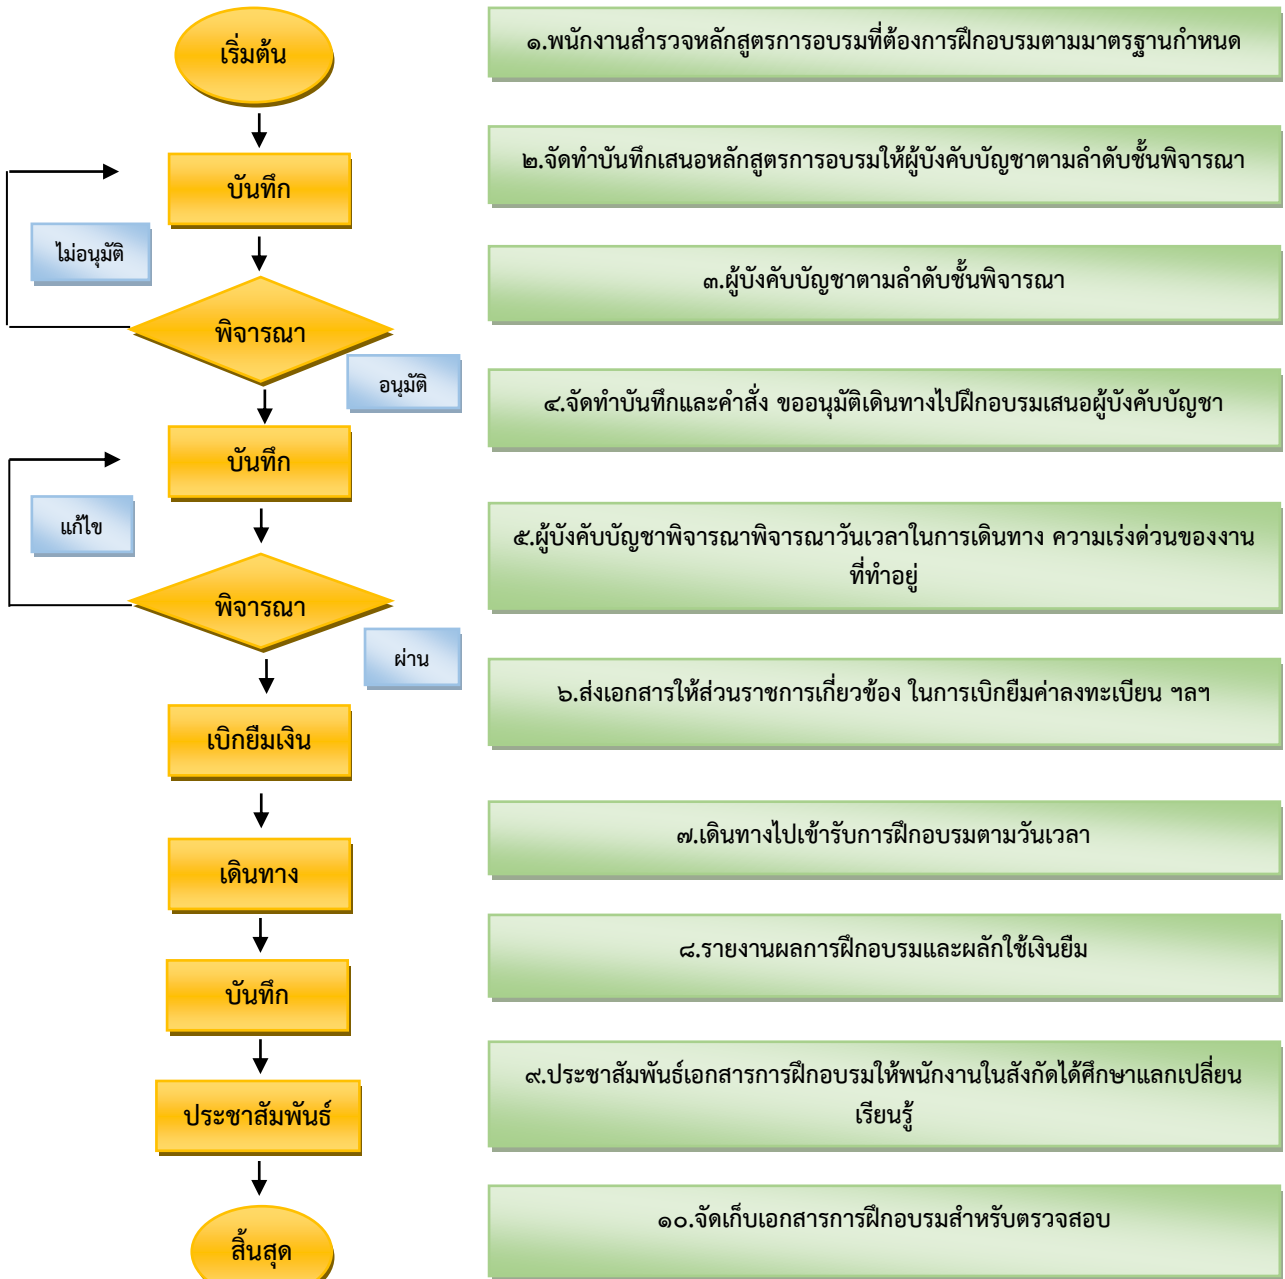 เริ่มต้น
๑.พนักงานสำรวจหลักสูตรการอบรมที่ต้องการฝึกอบรมตามมาตรฐานกำหนด
บันทึก
๒.จัดทำบันทึกเสนอหลักสูตรการอบรมให้ผู้บังคับบัญชาตามลำดับชั้นพิจารณา
ไม่อนุมัติ
พิจารณา
๓.ผู้บังคับบัญชาตามลำดับชั้นพิจารณา
อนุมัติ
บันทึก
๔.จัดทำบันทึกและคำสั่ง ขออนุมัติเดินทางไปฝึกอบรมเสนอผู้บังคับบัญชา
แก้ไข
พิจารณา
๕.ผู้บังคับบัญชาพิจารณาพิจารณาวันเวลาในการเดินทาง ความเร่งด่วนของงาน
ที่ทำอยู่
ผ่าน
เบิกยืมเงิน
๖.ส่งเอกสารให้ส่วนราชการเกี่ยวข้อง ในการเบิกยืมค่าลงทะเบียน ฯลฯ
เดินทาง
๗.เดินทางไปเข้ารับการฝึกอบรมตามวันเวลา
บันทึก
๘.รายงานผลการฝึกอบรมและผลักใช้เงินยืม
ประชาสัมพันธ์
๙.ประชาสัมพันธ์เอกสารการฝึกอบรมให้พนักงานในสังกัดได้ศึกษาแลกเปลี่ยน
เรียนรู้
สิ้นสุด
๑๐.จัดเก็บเอกสารการฝึกอบรมสำหรับตรวจสอบ